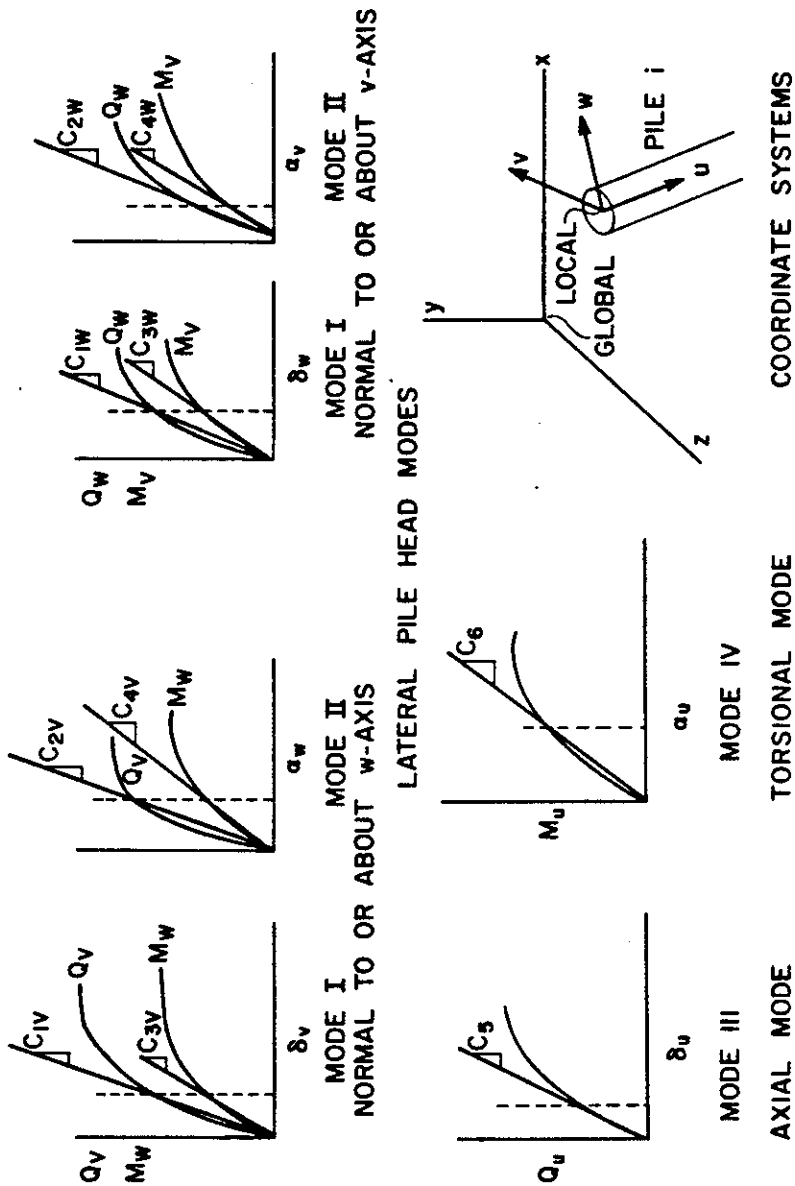 Qv
Mw
C1v
Qv
C3v
Mw
δv
MODE I
C2v
Qv
C4v
Mw
αw
MODE II
NORMAL TO OR ABOUT w-AXIS
Qw
Mv
C1w
Qw
C3w
Mv
δw
MODE I
C2w
Qw
C4w
Mv
αv
MODE II
NORMAL TO OR ABOUT v-AXIS
LATERAL PILE HEAD MODES
Qu
C5
δu
MODE III
AXIAL MODE
Mu
C6
αu
MODE IV
TORSIONAL MODE
y
x
z
LOCAL
GLOBAL
v
w
u
PILE i
COORDINATE SYSTEMS